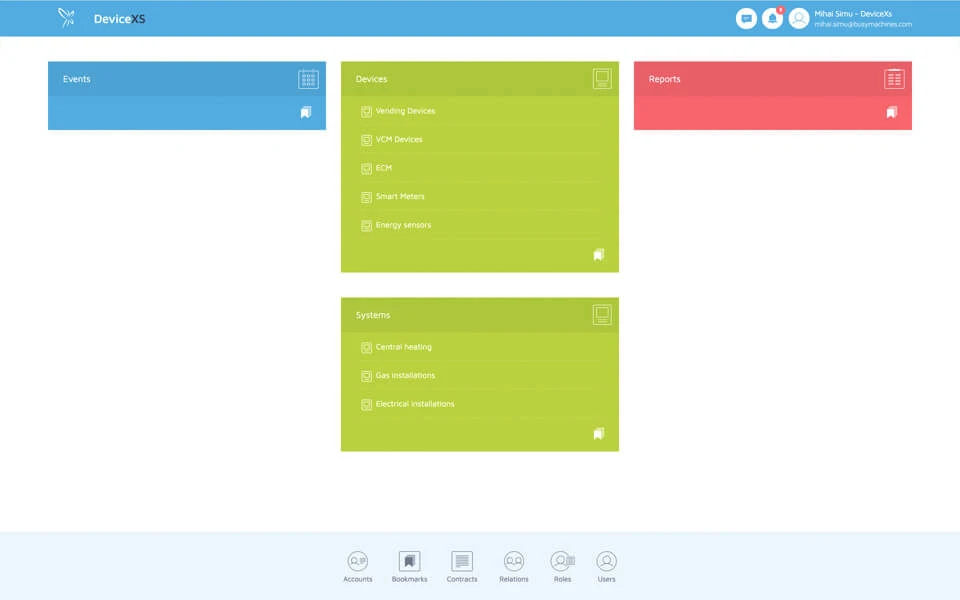 DeviceXS
Mihai Simu - DeviceXs
mihai.simu@busymachines.com
Events
Devices
Vending Devices
VCM Devices
ECM
Smart Meters
Energy sensors
Reports
Systems
Central heating
Gas installations
Electrical installations
Accounts
Bookmarks
Contracts
Relations
Roles
Users